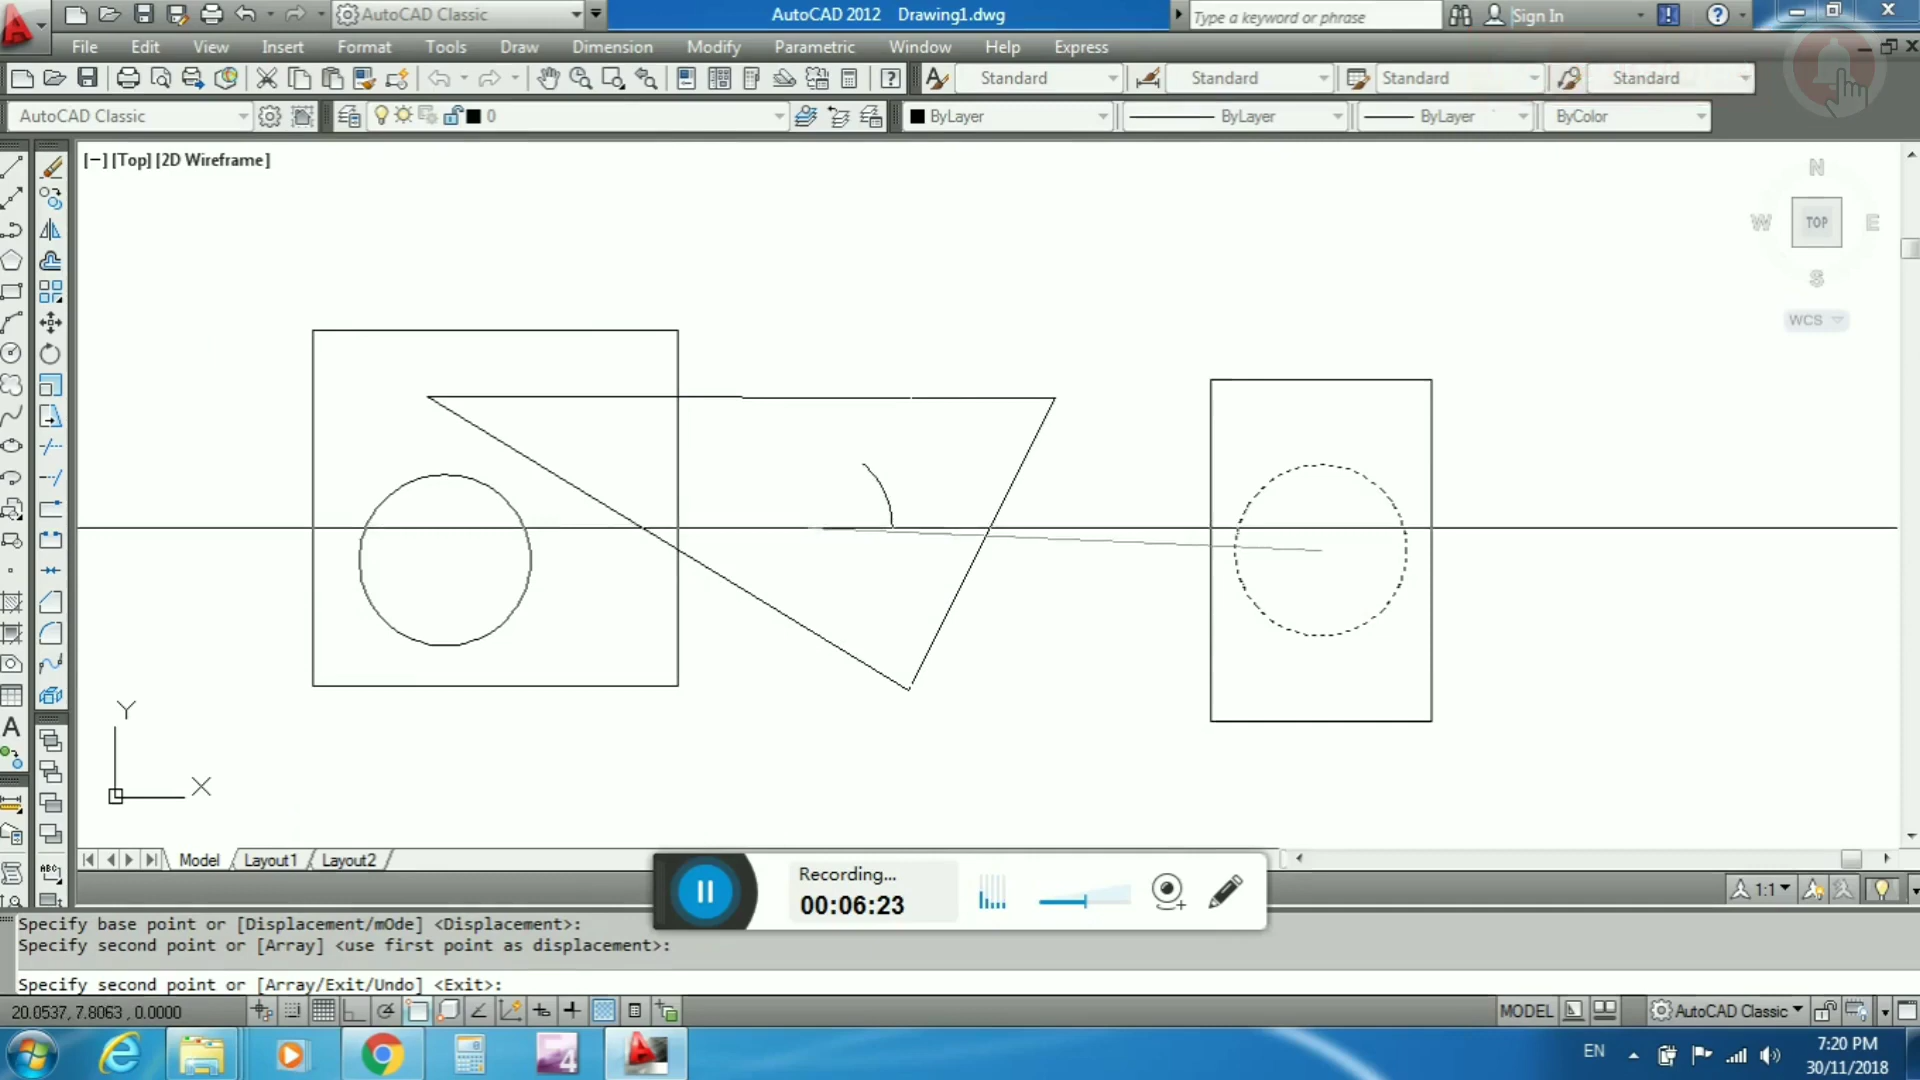 AutoCAD Classic
AutoCAD 2012 Drawing1.dwg
Type a keyword or phrase
Sign In
File Edit View Insert Format Tools Draw Dimension Modify Parametric Window Help Express
Standard Standard Standard Standard
AutoCAD Classic 0 ByLayer ByLayer ByLayer ByColor
[−] [Top] [2D Wireframe]
N
W TOP E
S
WCS
Y
X
Model Layout1 Layout2
1:1
Recording...
00:06:23
Specify base point or [Displacement/mOde] <Displacement>:
Specify second point or [Array] <use first point as displacement>:
Specify second point or [Array/Exit/Undo] <Exit>:
20.0537, 7.8063 , 0.0000
MODEL AutoCAD Classic
EN
7:20 PM
30/11/2018